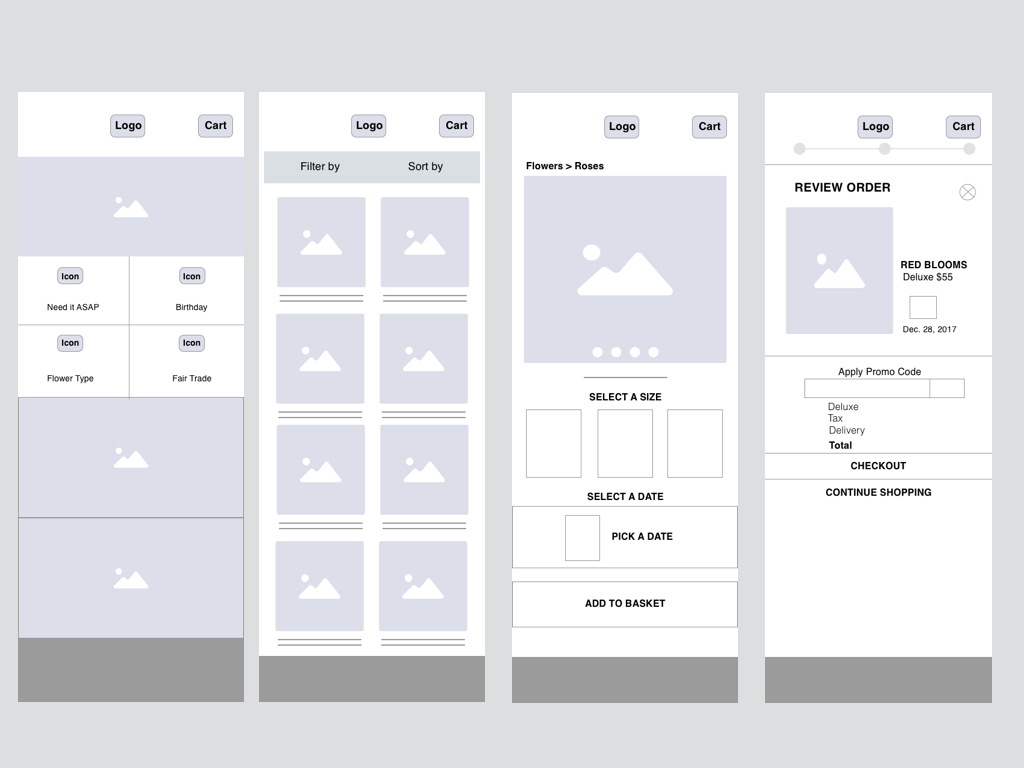 Logo
Cart
Icon
Icon
Need it ASAP
Birthday
Icon
Icon
Flower Type
Fair Trade
Logo
Cart
Filter by
Sort by
Logo
Cart
Flowers > Roses
SELECT A SIZE
SELECT A DATE
PICK A DATE
ADD TO BASKET
Logo
Cart
REVIEW ORDER
RED BLOOMS
Deluxe $55
Dec. 28, 2017
Apply Promo Code
Deluxe
Tax
Delivery
Total
CHECKOUT
CONTINUE SHOPPING